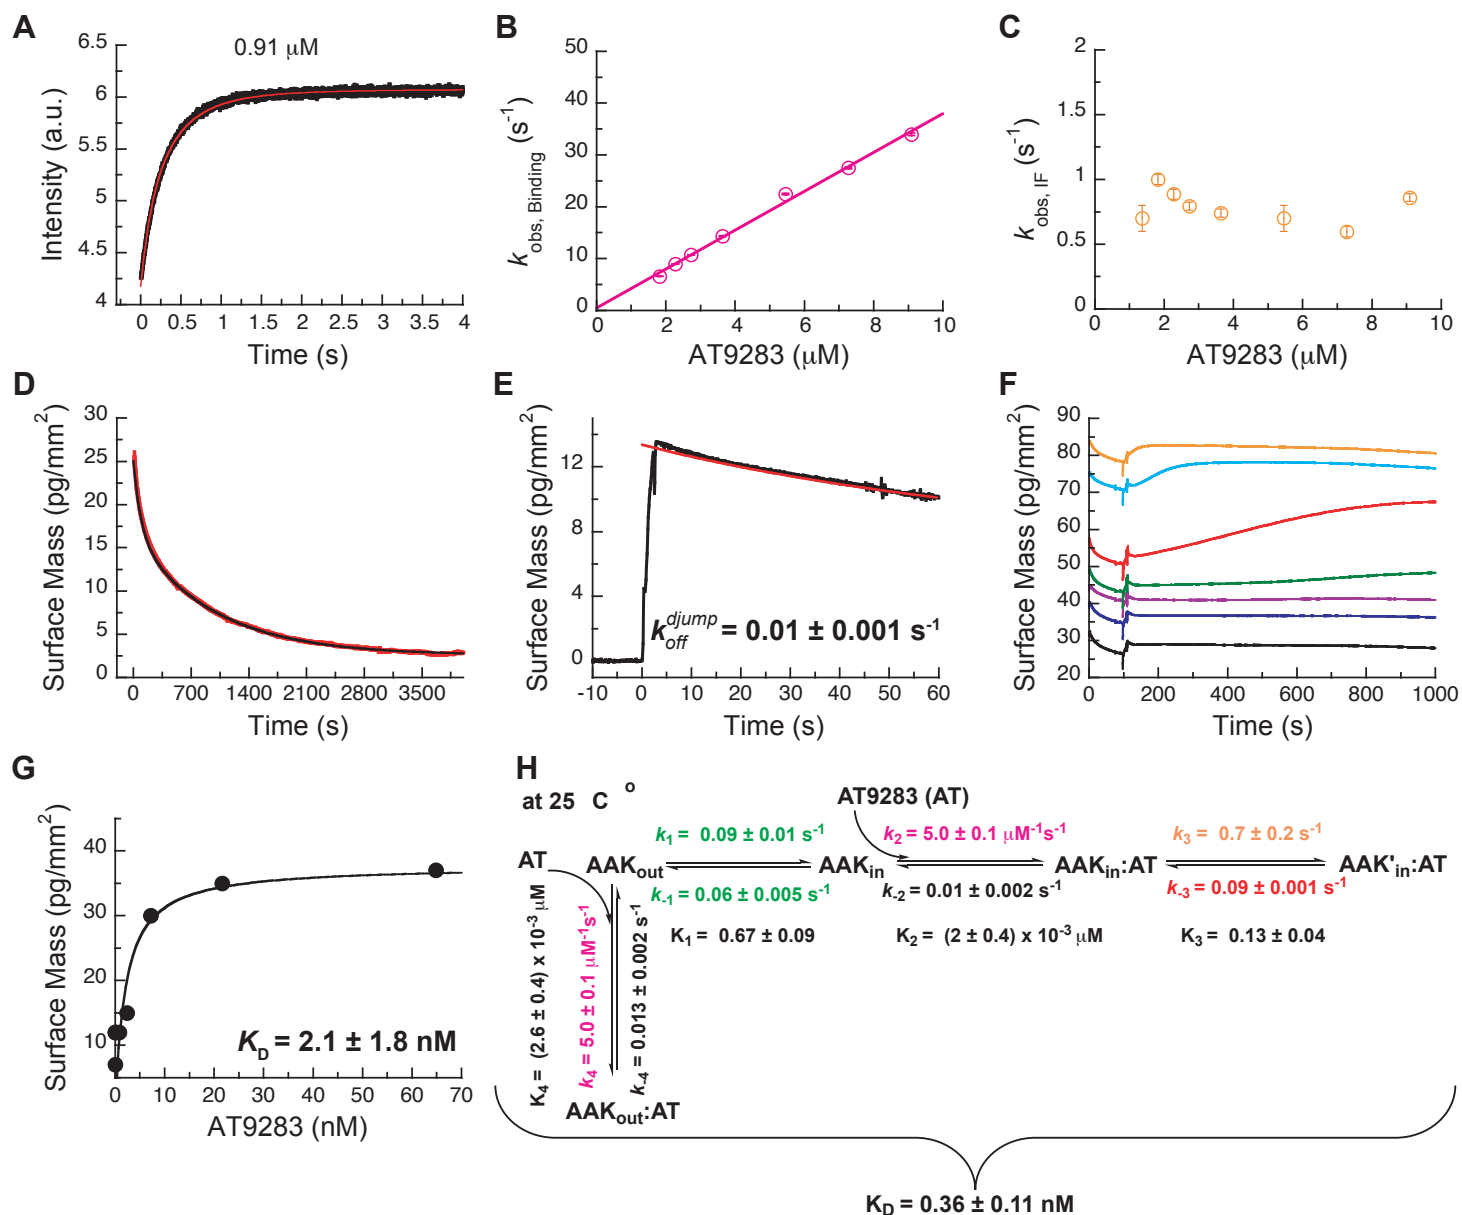 A
0.91 μM
6.5
6
5.5
5
4.5
4
Intensity (a.u.)
0 0.5 1 1.5 2 2.5 3 3.5 4
Time (s)
B
50
40
30
20
10
0
k obs, Binding (s-1)
0 2 4 6 8 10
AT9283 (μM)
C
2
1.5
1
0.5
0
k obs, IF (s-1)
0 2 4 6 8 10
AT9283 (μM)
D
30
25
20
15
10
5
0
Surface Mass (pg/mm2)
0 700 1400 2100 2800 3500
Time (s)
E
12
8
4
0
Surface Mass (pg/mm2)
k off djump = 0.01 ± 0.001 s-1
-10 0 10 20 30 40 50 60
Time (s)
F
90
80
70
60
50
40
30
20
Surface Mass (pg/mm2)
0 200 400 600 800 1000
Time (s)
G
40
30
20
10
Surface Mass (pg/mm2)
KD = 2.1 ± 1.8 nM
0 10 20 30 40 50 60 70
AT9283 (nM)
H
at 25 C o
AT9283 (AT)
k1 = 0.09 ± 0.01 s-1
k2 = 5.0 ± 0.1 μM-1s-1
k3 = 0.7 ± 0.2 s-1
AT AAKout AAKin AAKin:AT AAK'in:AT
k-1 = 0.06 ± 0.005 s-1
k-2 = 0.01 ± 0.002 s-1
k-3 = 0.09 ± 0.001 s-1
K1 = 0.67 ± 0.09
K2 = (2 ± 0.4) x 10-3 μM
K3 = 0.13 ± 0.04
K4 = (2.6 ± 0.4) x 10-3 μM
k4 = 5.0 ± 0.1 μM-1s-1
k-4 = 0.013 ± 0.002 s-1
AAKout:AT
KD = 0.36 ± 0.11 nM